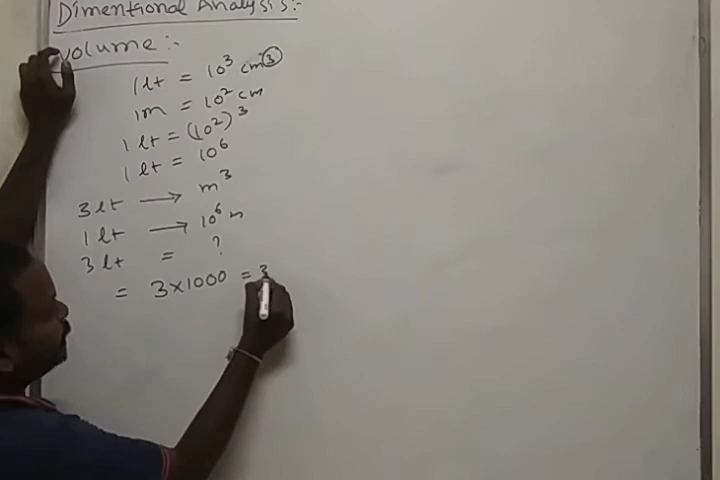 Dimentional Analysis:-
Volume:-
1 lt = 10³ cm³
1m = 10² cm
1 lt = (10²)³
1 lt = 10⁶
3 lt → m³
1 lt → 10⁶ m
3 lt = ?
= 3×1000 = 3